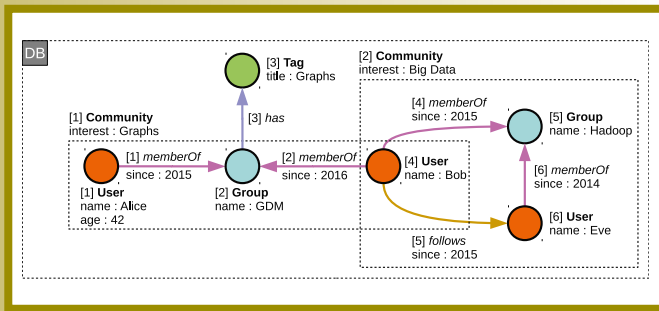 DB
[3] Tag
title : Graphs
[2] Community
interest : Big Data
[1] Community
interest : Graphs
[3] has
[4] memberOf
since : 2015
[5] Group
name : Hadoop
[1] memberOf
since : 2015
[2] memberOf
since : 2016
[4] User
name : Bob
[6] memberOf
since : 2014
[1] User
name : Alice
age : 42
[2] Group
name : GDM
[6] User
name : Eve
[5] follows
since : 2015